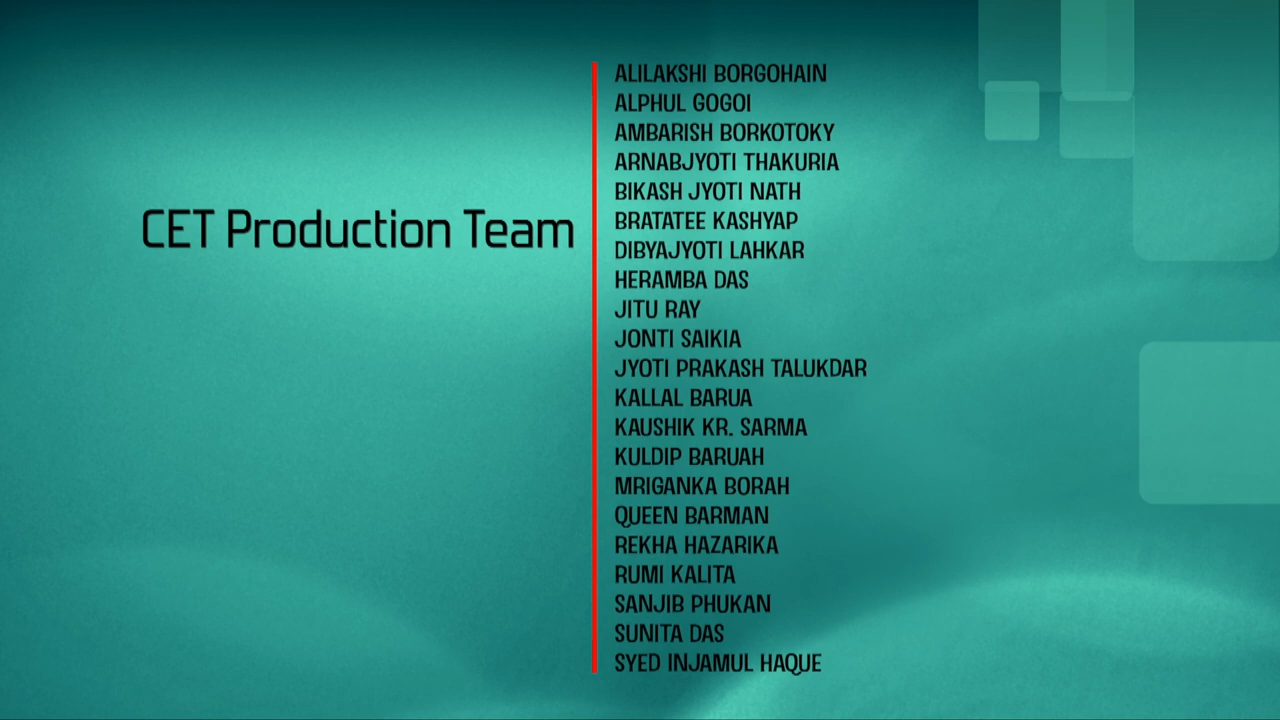 CET Production Team
ALILAKSHI BORGOHAIN
ALPHUL GOGOI
AMBARISH BORKOTOKY
ARNABJYOTI THAKURIA
BIKASH JYOTI NATH
BRATATEE KASHYAP
DIBYAJYOTI LAHKAR
HERAMBA DAS
JITU RAY
JONTI SAIKIA
JYOTI PRAKASH TALUKDAR
KALLAL BARUA
KAUSHIK KR. SARMA
KULDIP BARUAH
MRIGANKA BORAH
QUEEN BARMAN
REKHA HAZARIKA
RUMI KALITA
SANJIB PHUKAN
SUNITA DAS
SYED INJAMUL HAQUE